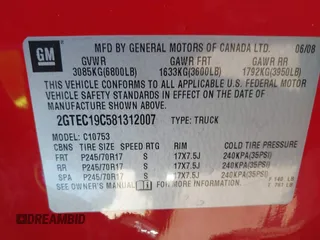 GM
MFD BY GENERAL MOTORS OF CANADA LTD. 06/08
GVWR GAWR FRT GAWR RR
3085KG(6800LB) 1633KG(3600LB) 1792KG(3950LB)
THIS VEHICLE CONFORMS TO ALL APPLICABLE U.S. FEDERAL MOTOR
VEHICLE SAFETY AND THEFT PREVENTION STANDARDS IN EFFECT ON
THE DATE OF MANUFACTURE SHOWN ABOVE.
2GTEC19C581312007 TYPE: TRUCK
MODEL: C10753
CBNS TIRE SIZE SPEED RTG RIM COLD TIRE PRESSURE
FRT P245/70R17 S 17X7.5J 240KPA(35PSI)
RR P245/70R17 S 17X7.5J 240KPA(35PSI)
SPA P245/70R17 S 17X7.5J 240KPA(35PSI)
SEE OWNER'S MANUAL FOR MORE INFORMATION.
DREAMBID